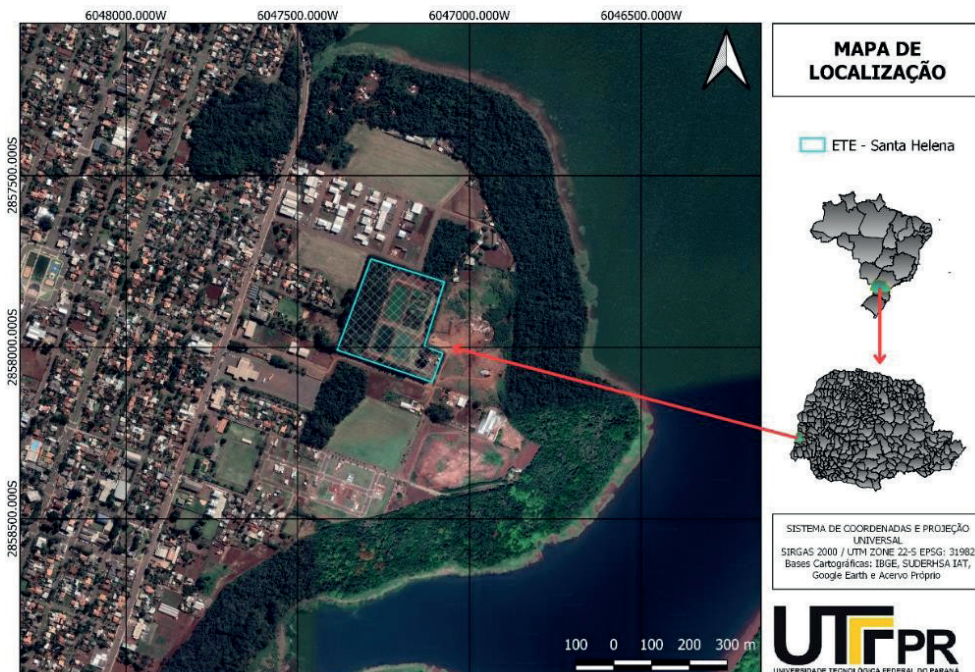 6048000.000W 6047500.000W 6047000.000W 6046500.000W
2857500.000S
2858000.000S
2858500.000S
100 0 100 200 300 m
MAPA DE
LOCALIZAÇÃO
ETE - Santa Helena
SISTEMA DE COORDENADAS E PROJEÇÃO
UNIVERSAL
SIRGAS 2000 / UTM ZONE 22-S EPSG: 31982
Bases Cartográficas: IBGE, SUDERHSA IAT,
Google Earth e Acervo Próprio
UTFPR
UNIVERSIDADE TECNOLÓGICA FEDERAL DO PARANÁ